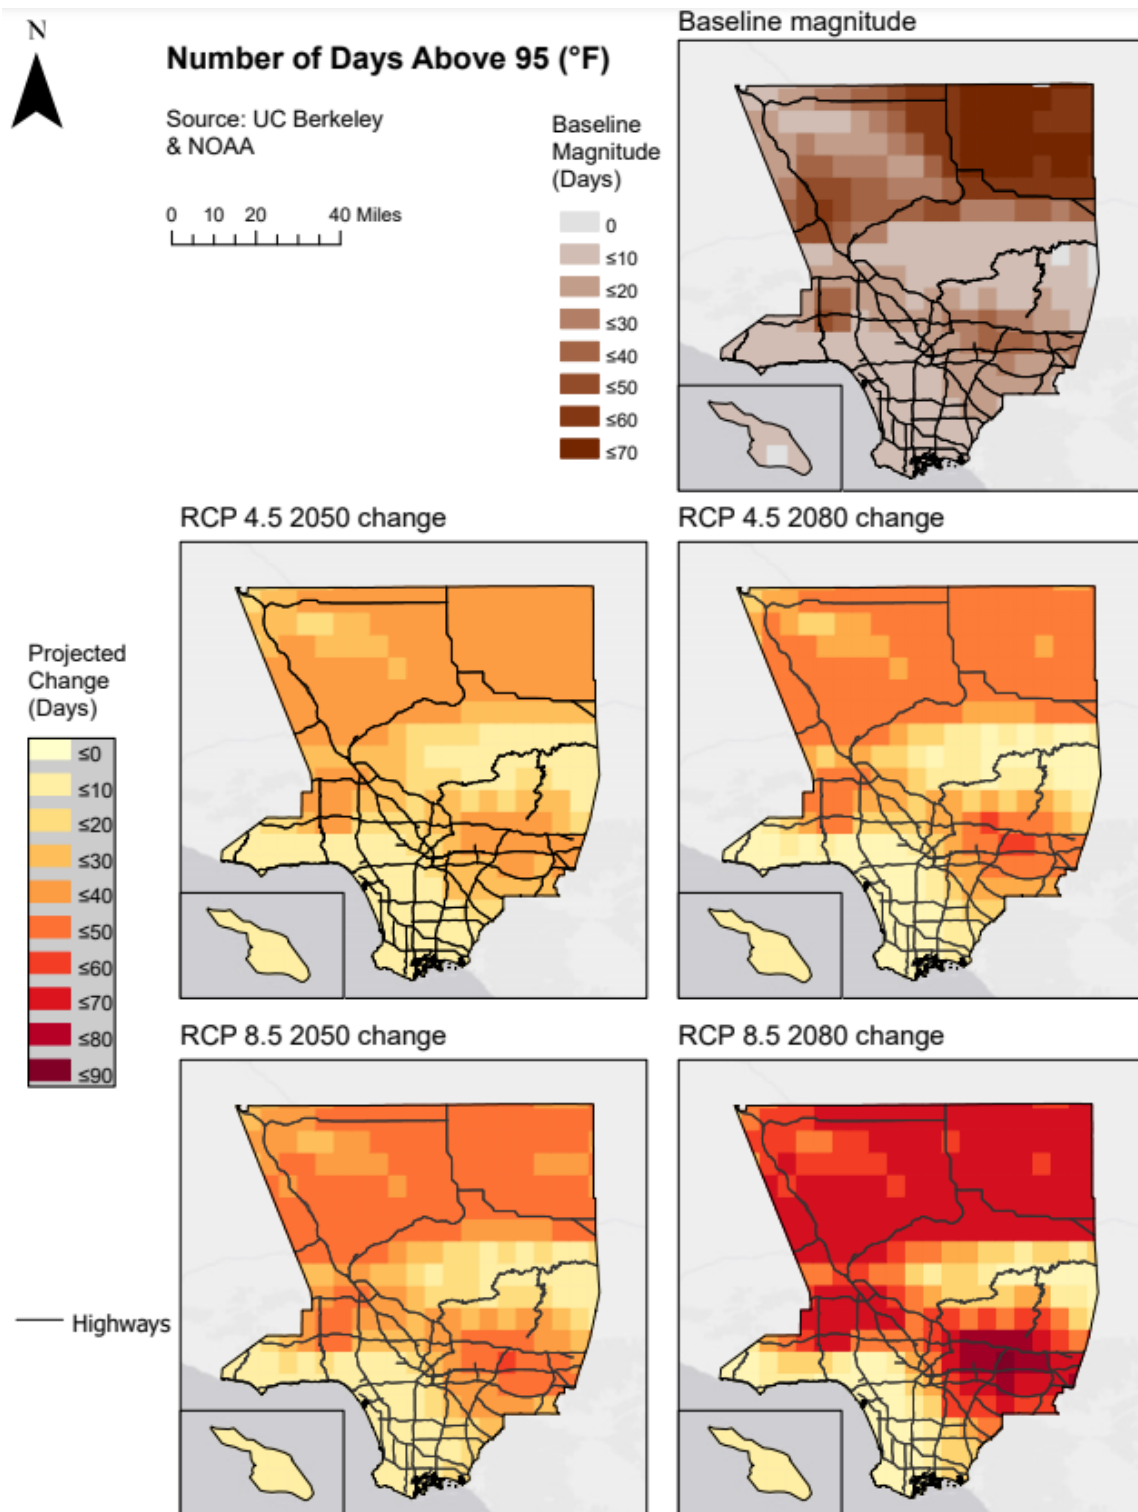 N
Number of Days Above 95 (°F)
Source: UC Berkeley
& NOAA
0 10 20 40 Miles
Baseline magnitude
Baseline
Magnitude
(Days)
0
≤10
≤20
≤30
≤40
≤50
≤60
≤70
RCP 4.5 2050 change
RCP 4.5 2080 change
Projected
Change
(Days)
≤0
≤10
≤20
≤30
≤40
≤50
≤60
≤70
≤80
≤90
RCP 8.5 2050 change
RCP 8.5 2080 change
Highways